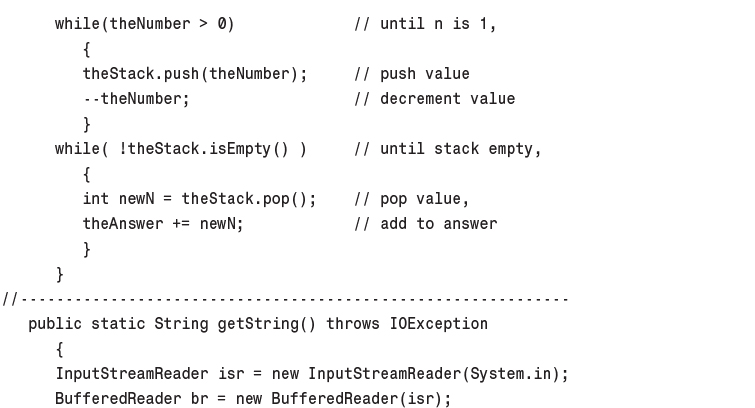 while(theNumber > 0) // until n is 1,
{
theStack.push(theNumber); // push value
--theNumber; // decrement value
}
while( !theStack.isEmpty() ) // until stack empty,
{
int newN = theStack.pop(); // pop value,
theAnswer += newN; // add to answer
}
}
//-------------------------------------------------------------
public static String getString() throws IOException
{
InputStreamReader isr = new InputStreamReader(System.in);
BufferedReader br = new BufferedReader(isr);